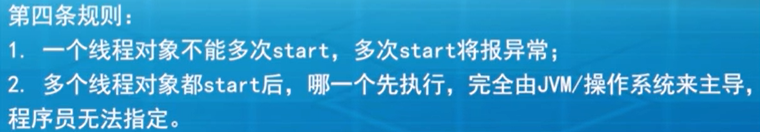 第四条规则：
1. 一个线程对象不能多次start，多次start将报异常；
2. 多个线程对象都start后，哪一个先执行，完全由JVM/操作系统来主导，
程序员无法指定。